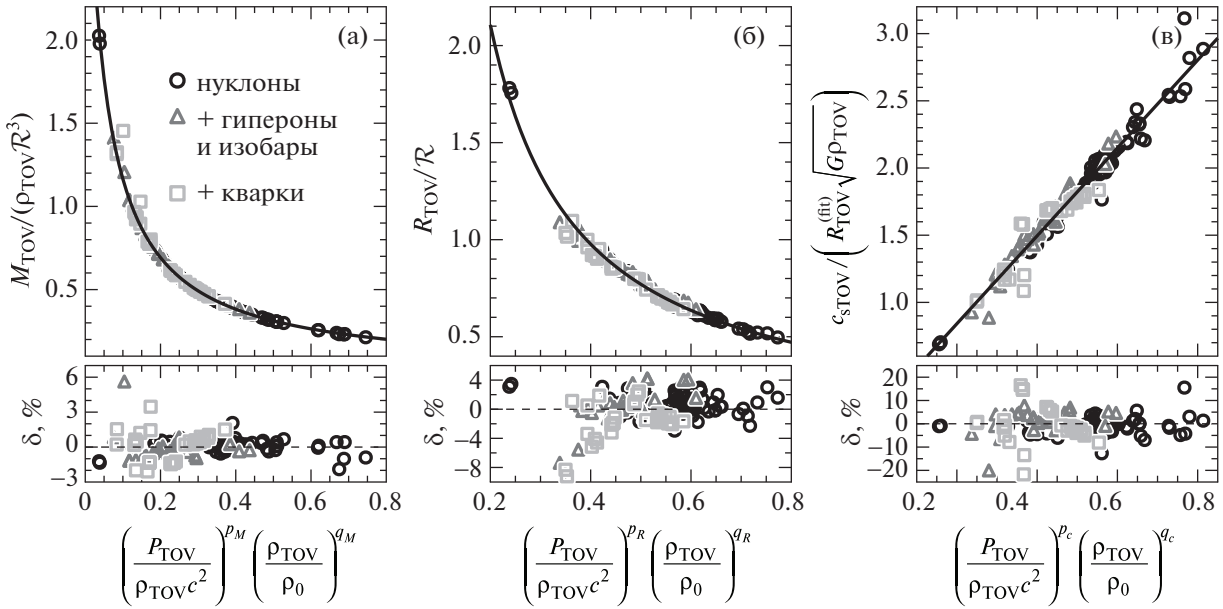 (а)
2.0
1.5
1.0
0.5
M_TOV/(ρ_TOV R³)
нуклоны
+ гипероны
и изобары
+ кварки
δ, %
6
3
0
−3
0 0.2 0.4 0.6 0.8
(P_TOV / ρ_TOV c²)^p_M (ρ_TOV / ρ_0)^q_M
(б)
2.0
1.5
1.0
0.5
R_TOV/R
δ, %
4
0
−4
−8
0.2 0.4 0.6 0.8
(P_TOV / ρ_TOV c²)^p_R (ρ_TOV / ρ_0)^q_R
(в)
3.0
2.5
2.0
1.5
1.0
c_sTOV/(R_TOV^(fit) √Gρ_TOV)
δ, %
20
10
0
−10
−20
0.4 0.6 0.8
(P_TOV / ρ_TOV c²)^p_c (ρ_TOV / ρ_0)^q_c